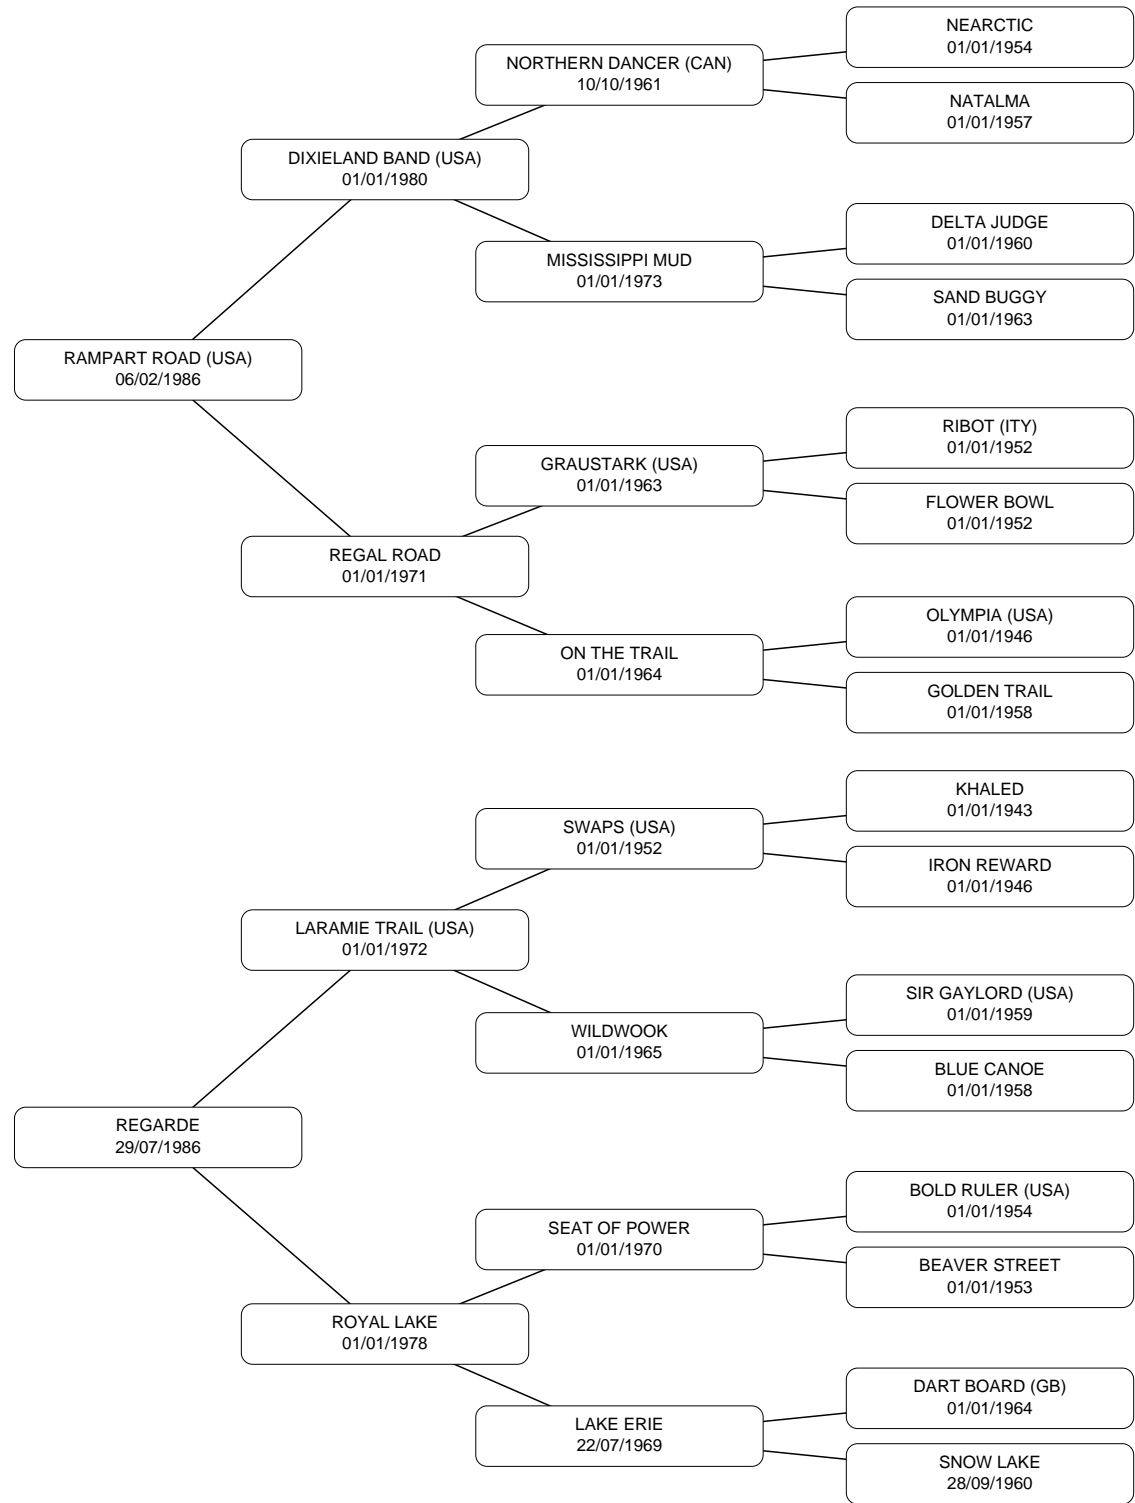 NEARCTIC
01/01/1954
NORTHERN DANCER (CAN)
10/10/1961
NATALMA
01/01/1957
DIXIELAND BAND (USA)
01/01/1980
DELTA JUDGE
01/01/1960
MISSISSIPPI MUD
01/01/1973
SAND BUGGY
01/01/1963
RAMPART ROAD (USA)
06/02/1986
RIBOT (ITY)
01/01/1952
GRAUSTARK (USA)
01/01/1963
FLOWER BOWL
01/01/1952
REGAL ROAD
01/01/1971
OLYMPIA (USA)
01/01/1946
ON THE TRAIL
01/01/1964
GOLDEN TRAIL
01/01/1958
KHALED
01/01/1943
SWAPS (USA)
01/01/1952
IRON REWARD
01/01/1946
LARAMIE TRAIL (USA)
01/01/1972
SIR GAYLORD (USA)
01/01/1959
WILDWOOK
01/01/1965
BLUE CANOE
01/01/1958
REGARDE
29/07/1986
BOLD RULER (USA)
01/01/1954
SEAT OF POWER
01/01/1970
BEAVER STREET
01/01/1953
ROYAL LAKE
01/01/1978
DART BOARD (GB)
01/01/1964
LAKE ERIE
22/07/1969
SNOW LAKE
28/09/1960